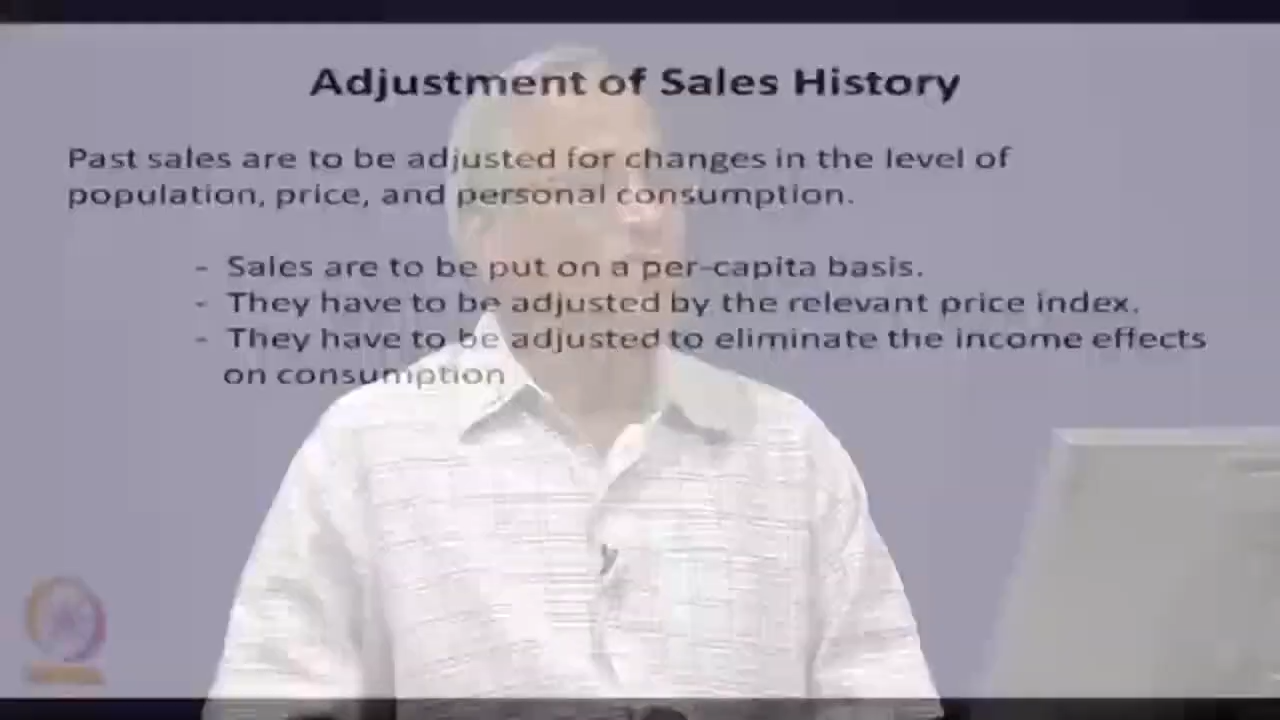 Adjustment of Sales History
Past sales are to be adjusted for changes in the level of
population, price, and personal consumption.
- Sales are to be put on a per-capita basis.
- They have to be adjusted by the relevant price index.
- They have to be adjusted to eliminate the income effects
on consumption